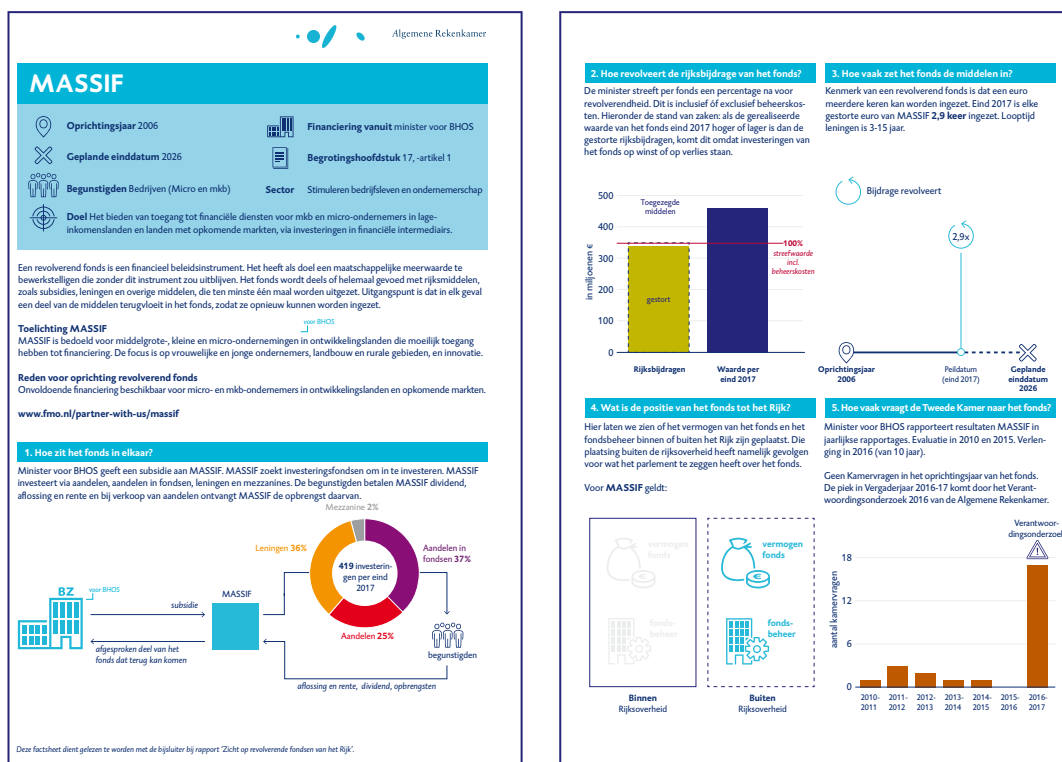 Algemene Rekenkamer
MASSIF
Oprichtingsjaar 2006
Financiering vanuit minister voor BHOS
Geplande einddatum 2026
Begrotingshoofdstuk 17, -artikel 1
Begunstigden Bedrijven (Micro en mkb)
Sector Stimuleren bedrijfsleven en ondernemerschap
Doel Het bieden van toegang tot financiële diensten voor mkb en micro-ondernemers in lage-
inkomenslanden en landen met opkomende markten, via investeringen in financiële intermediairs.
Een revolverend fonds is een financieel beleidsinstrument. Het heeft als doel een maatschappelijke meerwaarde te
bewerkstelligen die zonder dit instrument zou uitblijven. Het fonds wordt deels of helemaal gevoed met rijksmiddelen,
zoals subsidies, leningen en overige middelen, die ten minste één maal worden uitgezet. Uitgangspunt is dat in elk geval
een deel van de middelen terugvloeit in het fonds, zodat ze opnieuw kunnen worden ingezet.
voor BHOS
Toelichting MASSIF
MASSIF is bedoeld voor middelgrote-, kleine en micro-ondernemingen in ontwikkelingslanden die moeilijk toegang
hebben tot financiering. De focus is op vrouwelijke en jonge ondernemers, landbouw en rurale gebieden, en innovatie.
Reden voor oprichting revolverend fonds
Onvoldoende financiering beschikbaar voor micro- en mkb-ondernemers in ontwikkelingslanden en opkomende markten.
www.fmo.nl/partner-with-us/massif
1. Hoe zit het fonds in elkaar?
Minister voor BHOS geeft een subsidie aan MASSIF. MASSIF zoekt investeringsfondsen om in te investeren. MASSIF
investeert via aandelen, aandelen in fondsen, leningen en mezzanines. De begunstigden betalen MASSIF dividend,
aflossing en rente en bij verkoop van aandelen ontvangt MASSIF de opbrengst daarvan.
Mezzanine 2%
Leningen 36%
Aandelen in
fondsen 37%
419 investerin-
gen per eind
2017
Aandelen 25%
BZ
voor BHOS
subsidie
MASSIF
afgesproken deel van het
fonds dat terug kan komen
begunstigden
aflossing en rente, dividend, opbrengsten
Deze factsheet dient gelezen te worden met de bijsluiter bij rapport 'Zicht op revolverende fondsen van het Rijk'.
2. Hoe revolveert de rijksbijdrage van het fonds?
De minister streeft per fonds een percentage na voor
revolverendheid. Dit is inclusief óf exclusief beheerskos-
ten. Hieronder de stand van zaken: als de gerealiseerde
waarde van het fonds eind 2017 hoger of lager is dan de
gestorte rijksbijdragen, komt dit omdat investeringen van
het fonds op winst of op verlies staan.
in miljoenen €
500
400
300
200
100
0
Toegezegde
middelen
gestort
100%
streefwaarde
incl.
beheerskosten
Rijksbijdragen
Waarde per
eind 2017
3. Hoe vaak zet het fonds de middelen in?
Kenmerk van een revolverend fonds is dat een euro
meerdere keren kan worden ingezet. Eind 2017 is elke
gestorte euro van MASSIF 2,9 keer ingezet. Looptijd
leningen is 3-15 jaar.
Bijdrage revolveert
2,9x
Oprichtingsjaar
2006
Peildatum
(eind 2017)
Geplande
einddatum
2026
4. Wat is de positie van het fonds tot het Rijk?
Hier laten we zien of het vermogen van het fonds en het
fondsbeheer binnen of buiten het Rijk zijn geplaatst. Die
plaatsing buiten de rijksoverheid heeft namelijk gevolgen
voor wat het parlement te zeggen heeft over het fonds.
Voor MASSIF geldt:
vermogen
fonds
fonds-
beheer
Binnen
Rijksoverheid
vermogen
fonds
fonds-
beheer
Buiten
Rijksoverheid
5. Hoe vaak vraagt de Tweede Kamer naar het fonds?
Minister voor BHOS rapporteert resultaten MASSIF in
jaarlijkse rapportages. Evaluatie in 2010 en 2015. Verlen-
ging in 2016 (van 10 jaar).
Geen Kamervragen in het oprichtingsjaar van het fonds.
De piek in Vergaderjaar 2016-17 komt door het Verant-
woordingsonderzoek 2016 van de Algemene Rekenkamer.
Verantwoor-
dingsonderzoek
aantal kamervragen
18
12
6
0
2010-
2011
2011-
2012
2012-
2013
2013-
2014
2014-
2015
2015-
2016
2016-
2017